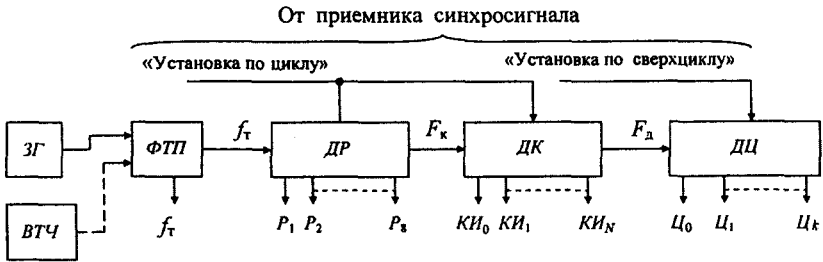 От приемника синхросигнала
«Установка по циклу» «Установка по сверхциклу»
ЗГ ФТП fт ДР Fк ДК Fд ДЦ
ВТЧ fт P1 P2 P8 КИ0 КИ1 КИN Ц0 Ц1 Цk